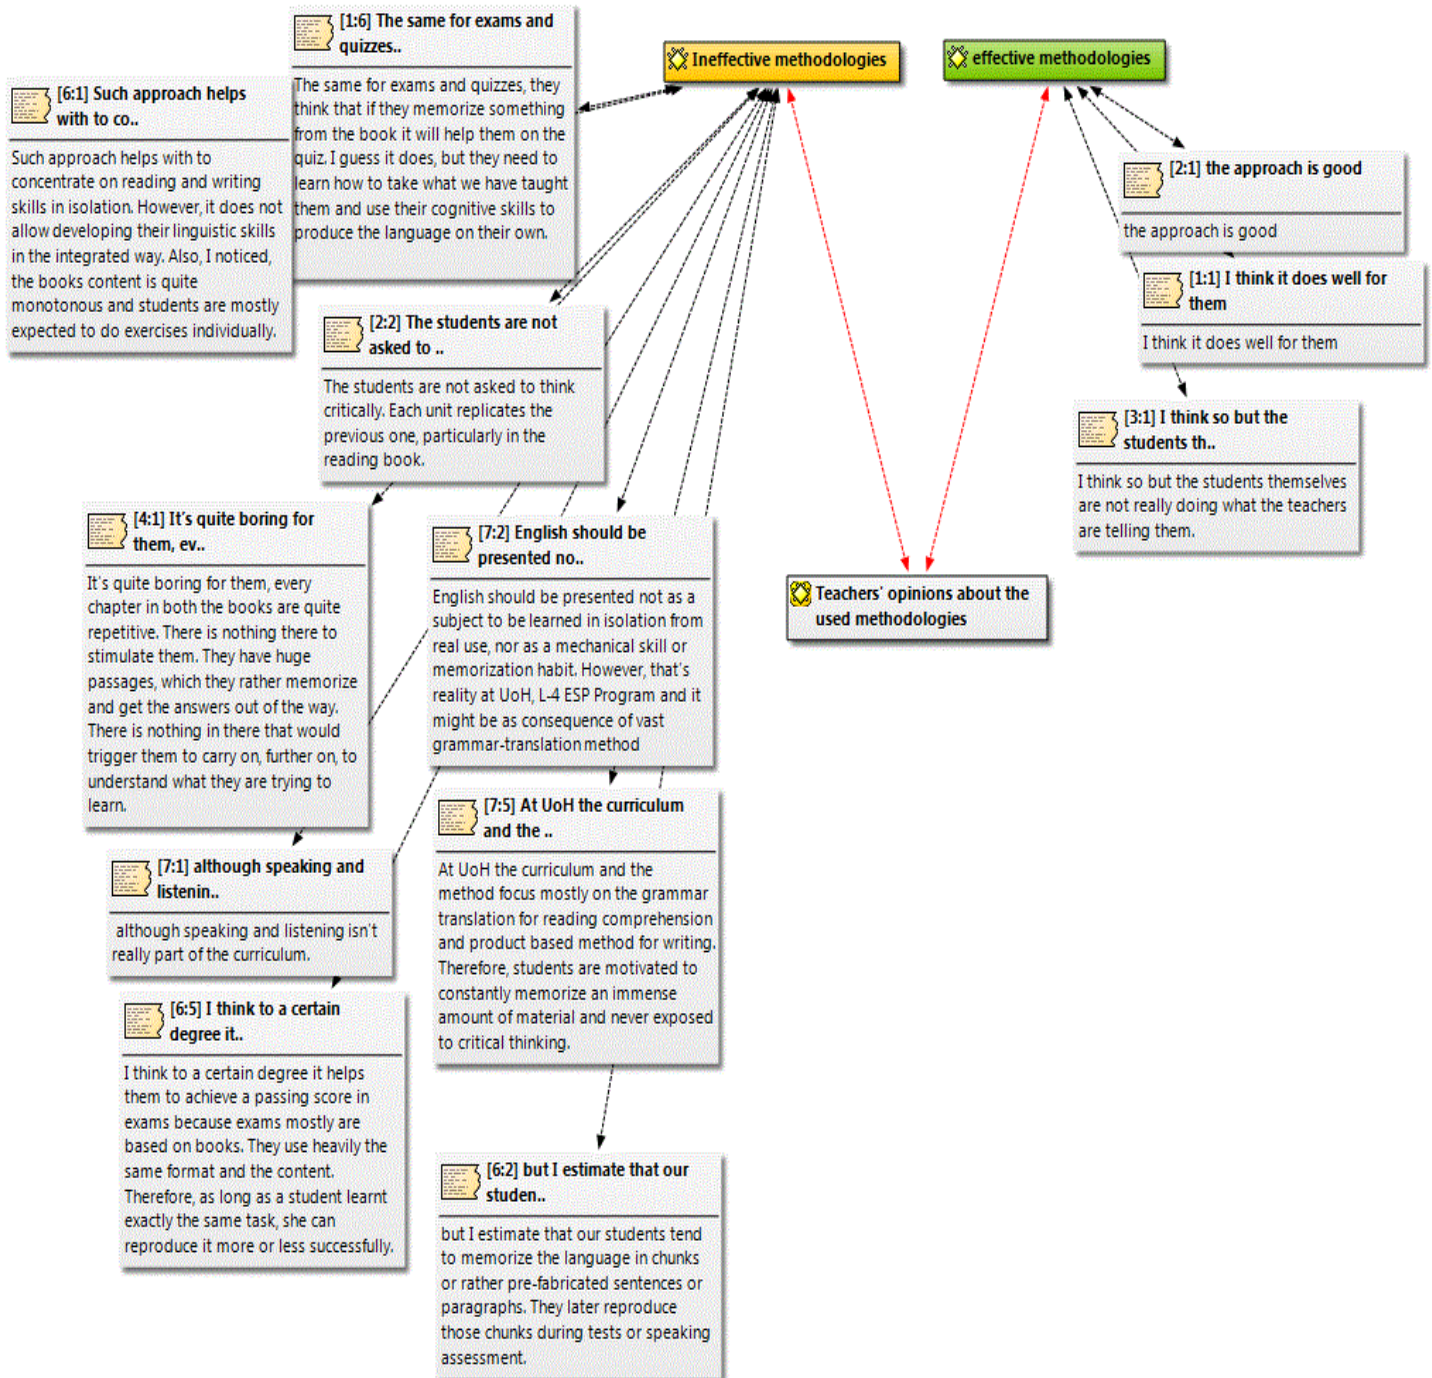 [1:6] The same for exams and
quizzes..
The same for exams and quizzes, they
think that if they memorize something
from the book it will help them on the
quiz. I guess it does, but they need to
learn how to take what we have taught
them and use their cognitive skills to
produce the language on their own.
[6:1] Such approach helps
with to co..
Such approach helps with to
concentrate on reading and writing
skills in isolation. However, it does not
allow developing their linguistic skills
in the integrated way. Also, I noticed,
the books content is quite
monotonous and students are mostly
expected to do exercises individually.
Ineffective methodologies
effective methodologies
[2:1] the approach is good
the approach is good
[1:1] I think it does well for
them
I think it does well for them
[3:1] I think so but the
students th..
I think so but the students themselves
are not really doing what the teachers
are telling them.
[2:2] The students are not
asked to ..
The students are not asked to think
critically. Each unit replicates the
previous one, particularly in the
reading book.
[4:1] It's quite boring for
them, ev..
It's quite boring for them, every
chapter in both the books are quite
repetitive. There is nothing there to
stimulate them. They have huge
passages, which they rather memorize
and get the answers out of the way.
There is nothing in there that would
trigger them to carry on, further on, to
understand what they are trying to
learn.
[7:2] English should be
presented no..
English should be presented not as a
subject to be learned in isolation from
real use, nor as a mechanical skill or
memorization habit. However, that's
reality at UoH, L-4 ESP Program and it
might be as consequence of vast
grammar-translation method
Teachers' opinions about the
used methodologies
[7:1] although speaking and
listenin..
although speaking and listening isn't
really part of the curriculum.
[7:5] At UoH the curriculum
and the ..
At UoH the curriculum and the
method focus mostly on the grammar
translation for reading comprehension
and product based method for writing.
Therefore, students are motivated to
constantly memorize an immense
amount of material and never exposed
to critical thinking.
[6:5] I think to a certain
degree it..
I think to a certain degree it helps
them to achieve a passing score in
exams because exams mostly are
based on books. They use heavily the
same format and the content.
Therefore, as long as a student learnt
exactly the same task, she can
reproduce it more or less successfully.
[6:2] but I estimate that our
studen..
but I estimate that our students tend
to memorize the language in chunks
or rather pre-fabricated sentences or
paragraphs. They later reproduce
those chunks during tests or speaking
assessment.